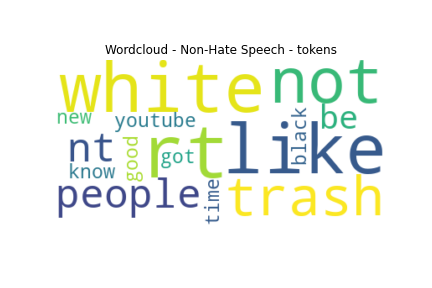 Wordcloud - Non-Hate Speech - tokens
white not
new youtube black be
nt good rt got like
know
people time trash